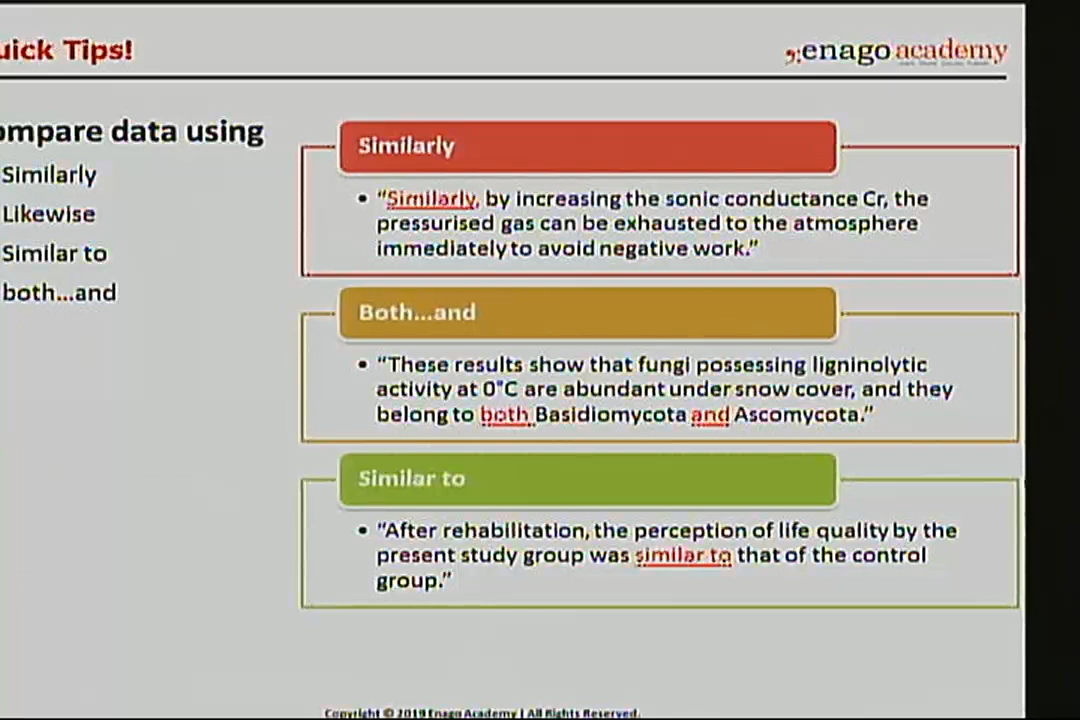 uick Tips!
enago academy
ompare data using
Similarly
Likewise
Similar to
both...and
Similarly
• "Similarly, by increasing the sonic conductance Cr, the
pressurised gas can be exhausted to the atmosphere
immediately to avoid negative work."
Both...and
• "These results show that fungi possessing ligninolytic
activity at 0°C are abundant under snow cover, and they
belong to both Basidiomycota and Ascomycota."
Similar to
• "After rehabilitation, the perception of life quality by the
present study group was similar to that of the control
group."
Copyright © 2019 Enago Academy | All Rights Reserved.